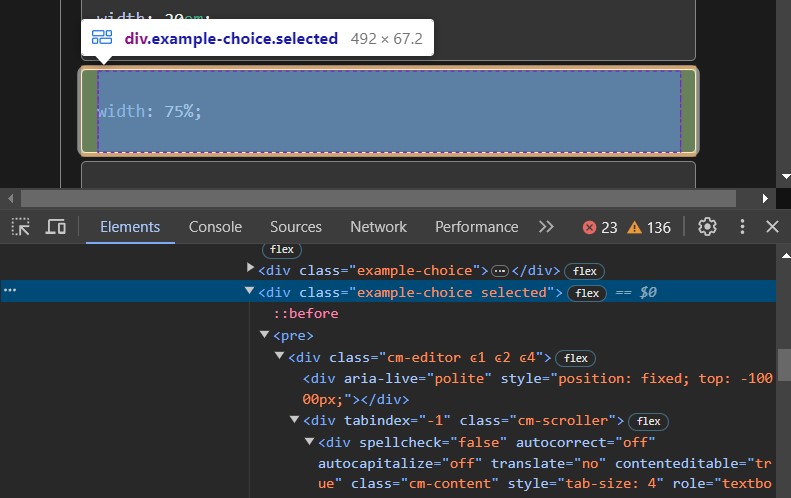 width: 20em;
div.example-choice.selected 492 × 67.2
width: 75%;
Elements Console Sources Network Performance 23 136
flex
<div class="example-choice"> ⋯ </div> flex
⋯ <div class="example-choice selected"> flex == $0
::before
<pre>
<div class="cm-editor ͼ1 ͼ2 ͼ4"> flex
<div aria-live="polite" style="position: fixed; top: -100
00px;"></div>
<div tabindex="-1" class="cm-scroller"> flex
<div spellcheck="false" autocorrect="off"
autocapitalize="off" translate="no" contenteditable="tr
ue" class="cm-content" style="tab-size: 4" role="textbo